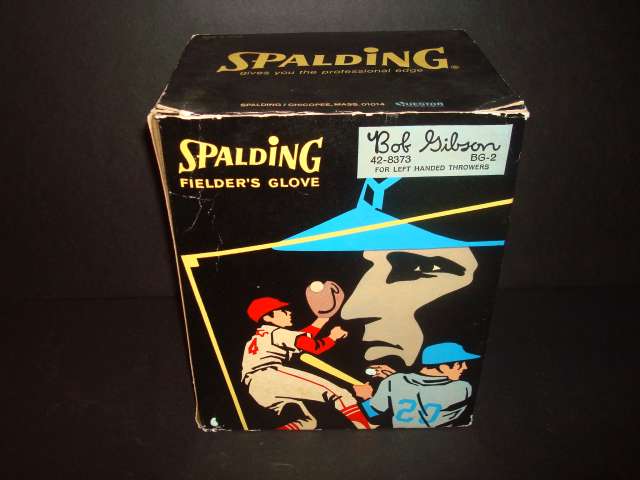 SPALDING®
gives you the professional edge
SPALDING / CHICOPEE, MASS. 01014 QUESTOR
SPALDING
FIELDER'S GLOVE
Bob Gibson
42-8373 BG-2
FOR LEFT HANDED THROWERS
4
27